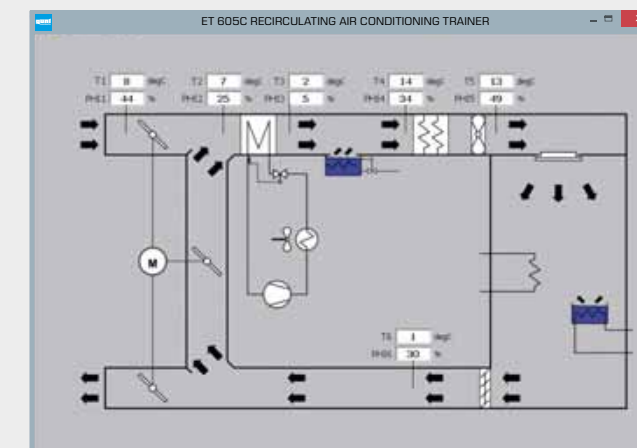 gunt ET 605C RECIRCULATING AIR CONDITIONING TRAINER
T1 8 degC T2 7 degC T3 2 degC T4 14 degC T5 13 degC
PHI1 44 % PHI2 25 % PHI3 5 % PHI4 34 % PHI5 49 %
M
T6 1 degC
PHI6 30 %